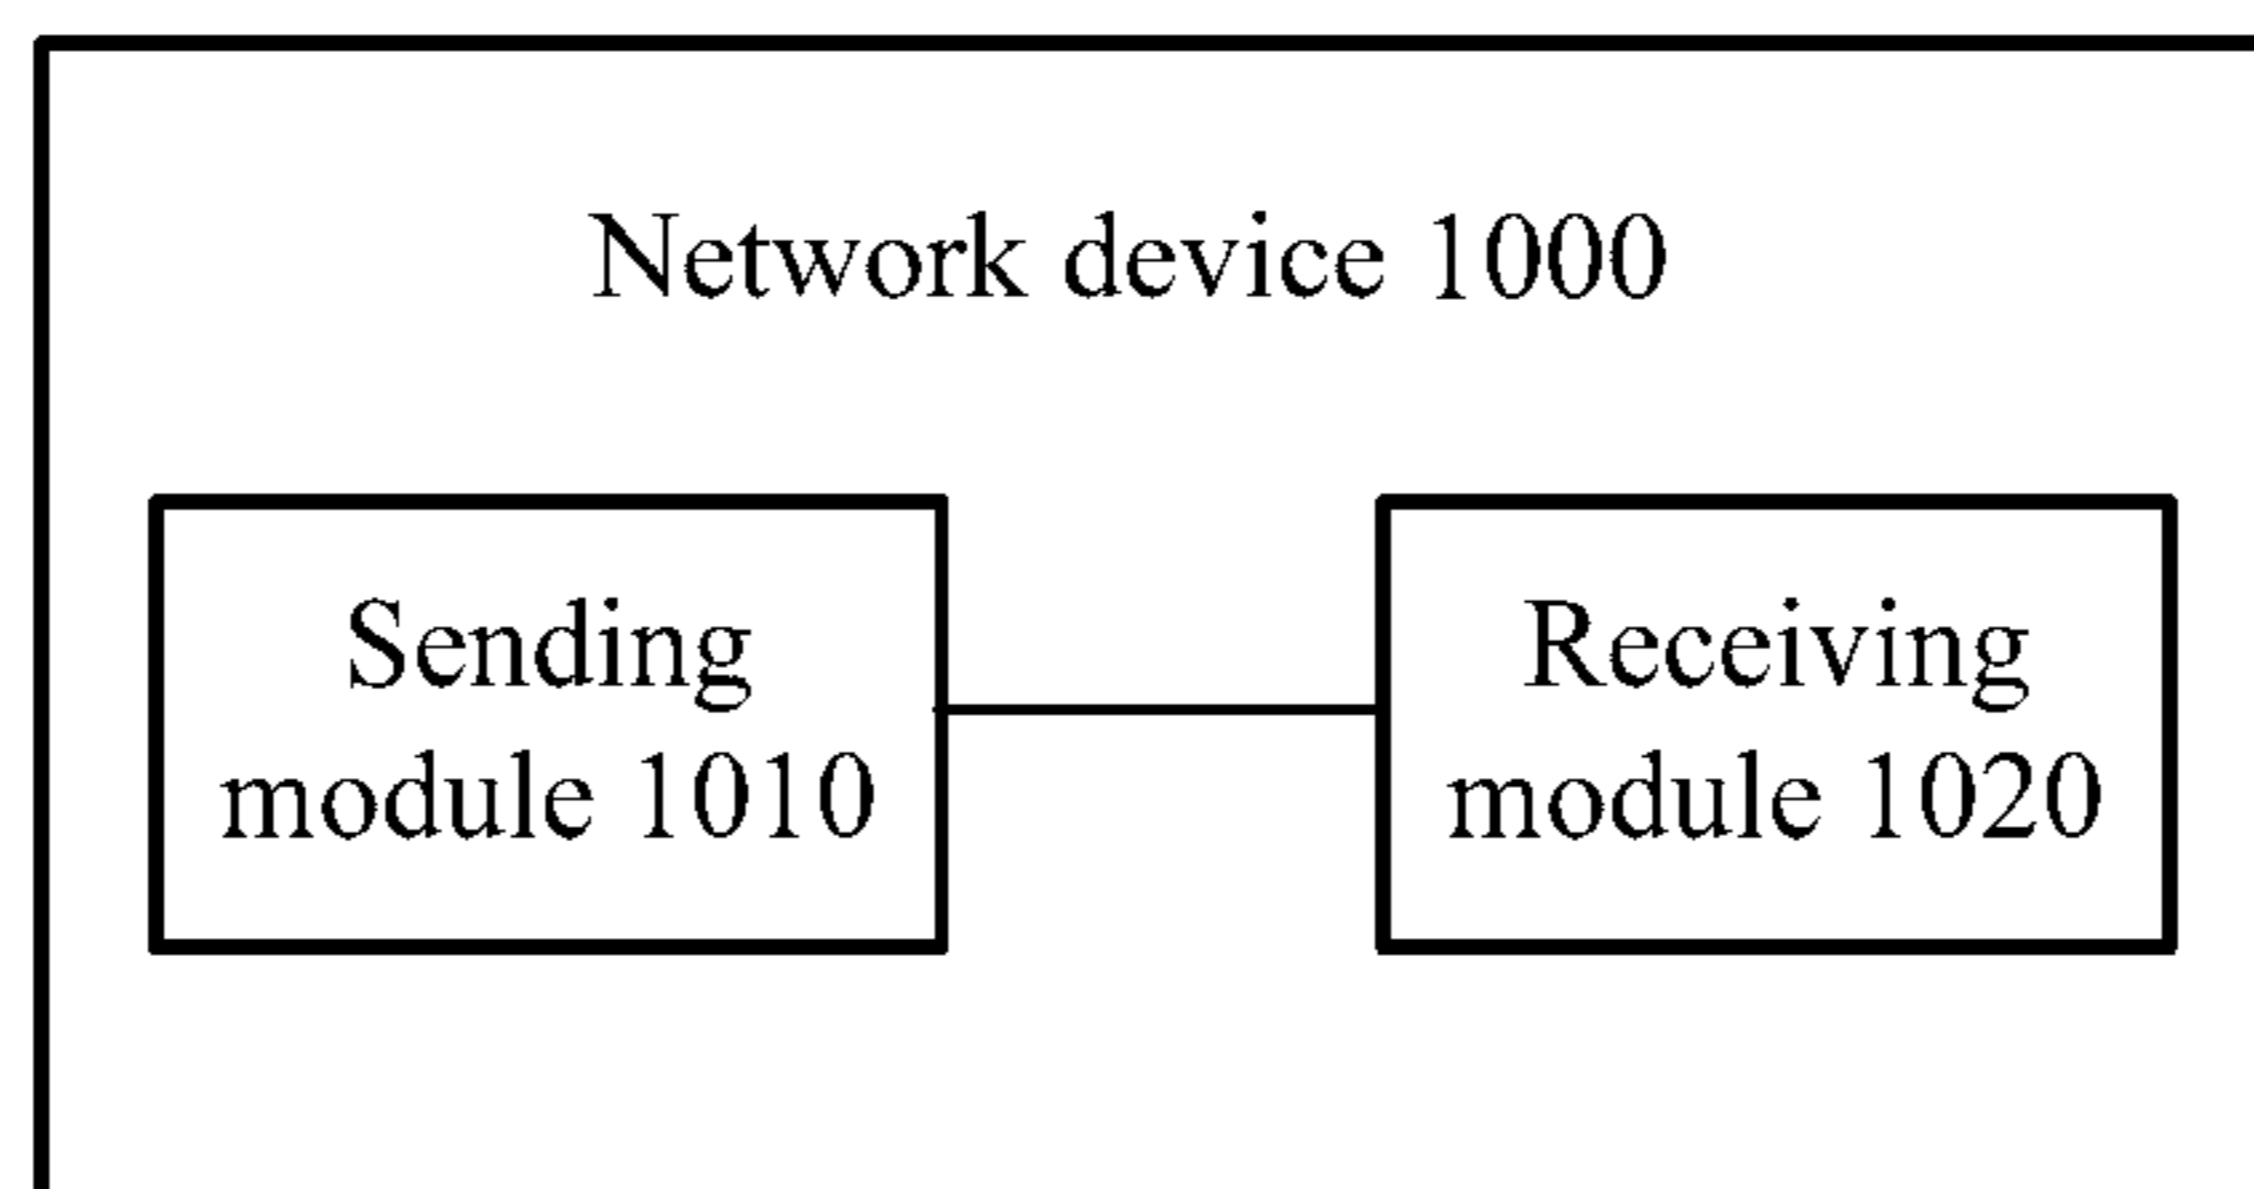 Network device 1000
Sending
module 1010
Receiving
module 1020